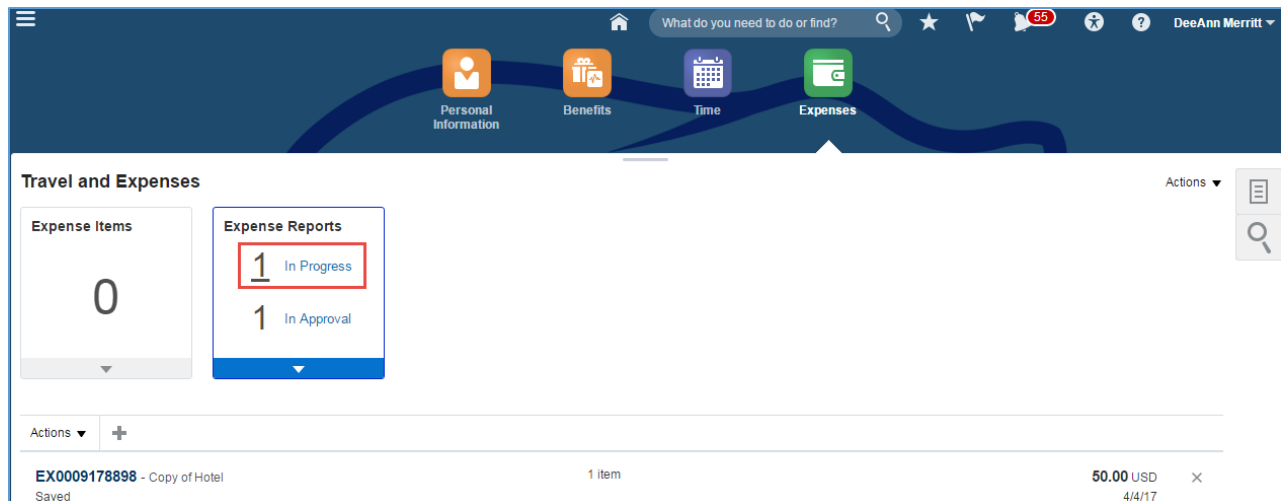 What do you need to do or find?
55
DeeAnn Merritt
Personal
Information
Benefits
Time
Expenses
Travel and Expenses
Actions
Expense Items
0
Expense Reports
1 In Progress
1 In Approval
Actions
EX0009178898 - Copy of Hotel 1 item 50.00 USD
Saved 4/4/17